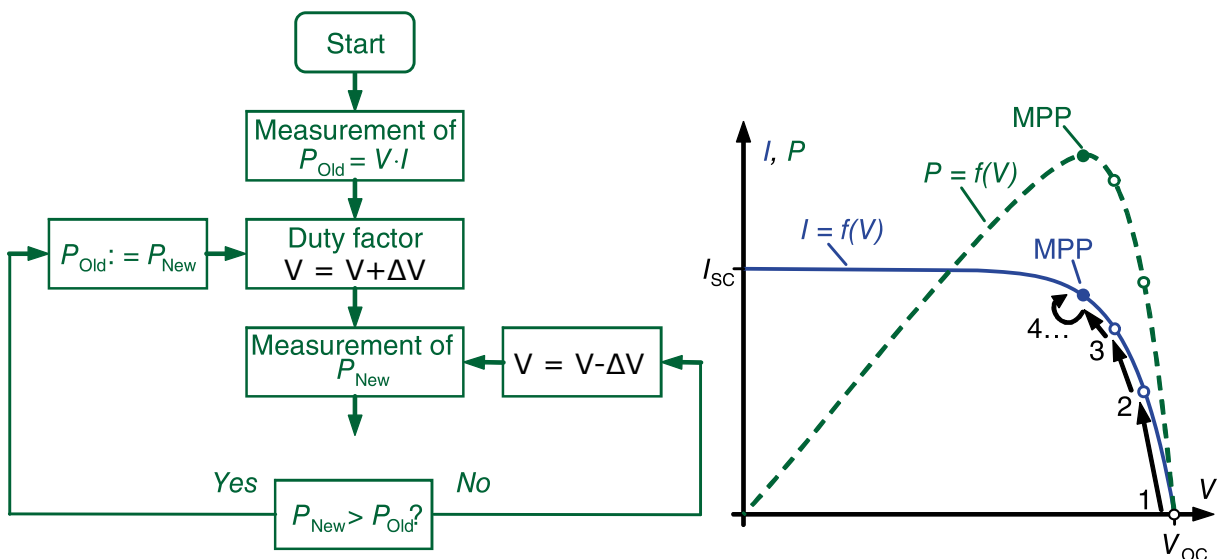 Start
Measurement of
P_Old = V·I
P_Old: = P_New
Duty factor
V = V+ΔV
Measurement of
P_New
V = V-ΔV
Yes
No
P_New > P_Old?
I, P
MPP
P = f(V)
I = f(V)
MPP
I_SC
4...
3
2
1
V
V_OC